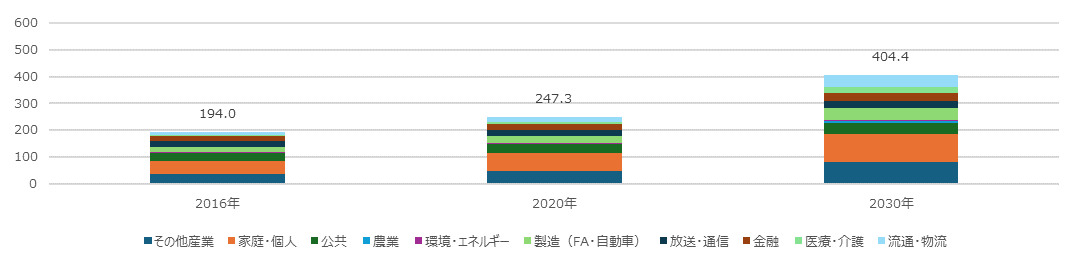 600
500
400
300
200
100
0
194.0
247.3
404.4
2016年
2020年
2030年
その他産業 家庭・個人 公共 農業 環境・エネルギー 製造（FA・自動車） 放送・通信 金融 医療・介護 流通・物流